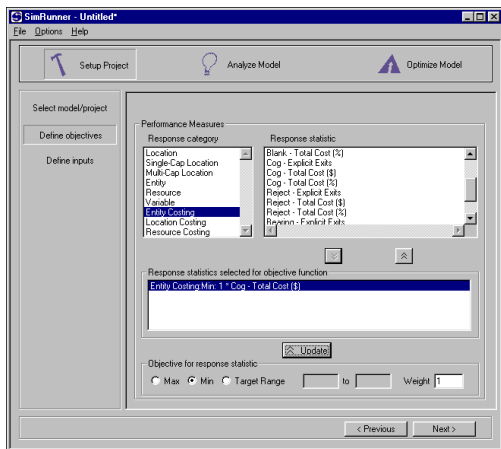 SimRunner - Untitled*
File Options Help
Setup Project
Analyze Model
Optimize Model
Select model/project
Define objectives
Define inputs
Performance Measures
Response category
Location
Single-Cap Location
Multi-Cap Location
Entity
Resource
Variable
Entity Costing
Location Costing
Resource Costing
Response statistic
Blank - Total Cost (%)
Cog - Explicit Exits
Cog - Total Cost ($)
Cog - Total Cost (%)
Reject - Explicit Exits
Reject - Total Cost ($)
Reject - Total Cost (%)
Bearing - Explicit Exits
Response statistics selected for objective function
Entity Costing:Min: 1 * Cog - Total Cost ($)
Update
Objective for response statistic
Max Min Target Range to Weight 1
< Previous Next >